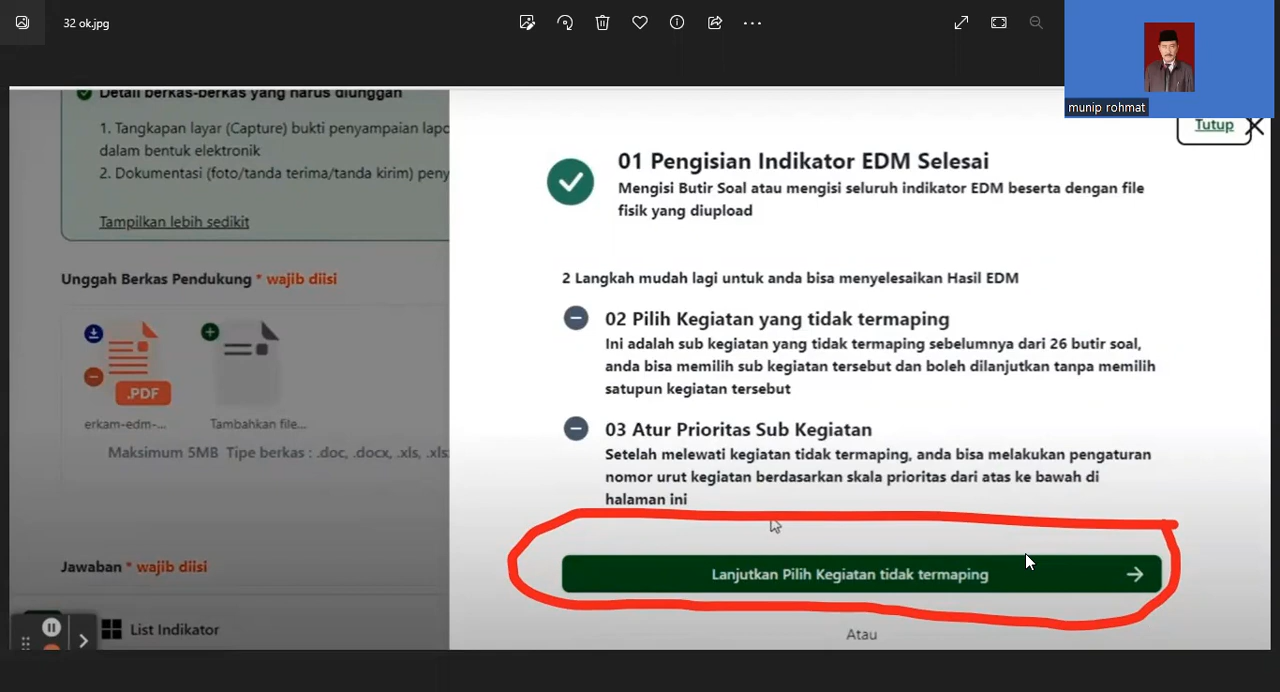 32 ok.jpg
munip rohmat
Tutup
Detail berkas-berkas yang harus diunggah
1. Tangkapan layar (Capture) bukti penyampaian lapo
dalam bentuk elektronik
2. Dokumentasi (foto/tanda terima/tanda kirim) peny
Tampilkan lebih sedikit
Unggah Berkas Pendukung * wajib diisi
.PDF
erkam-edm-...
Tambahkan file...
Maksimum 5MB Tipe berkas : .doc, .docx, .xls, .xls
Jawaban * wajib diisi
List Indikator
01 Pengisian Indikator EDM Selesai
Mengisi Butir Soal atau mengisi seluruh indikator EDM beserta dengan file
fisik yang diupload
2 Langkah mudah lagi untuk anda bisa menyelesaikan Hasil EDM
02 Pilih Kegiatan yang tidak termaping
Ini adalah sub kegiatan yang tidak termaping sebelumnya dari 26 butir soal,
anda bisa memilih sub kegiatan tersebut dan boleh dilanjutkan tanpa memilih
satupun kegiatan tersebut
03 Atur Prioritas Sub Kegiatan
Setelah melewati kegiatan tidak termaping, anda bisa melakukan pengaturan
nomor urut kegiatan berdasarkan skala prioritas dari atas ke bawah di
halaman ini
Lanjutkan Pilih Kegiatan tidak termaping
Atau